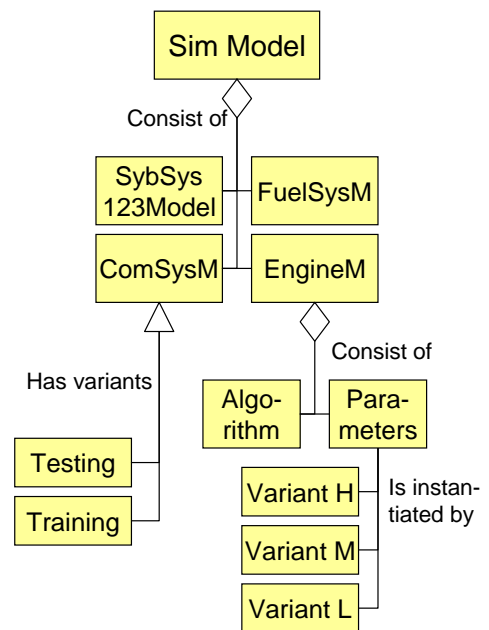 Sim Model
Consist of
SybSys
123Model
FuelSysM
ComSysM
EngineM
Consist of
Has variants
Algo-
rithm
Para-
meters
Testing
Training
Variant H
Is instan-
tiated by
Variant M
Variant L